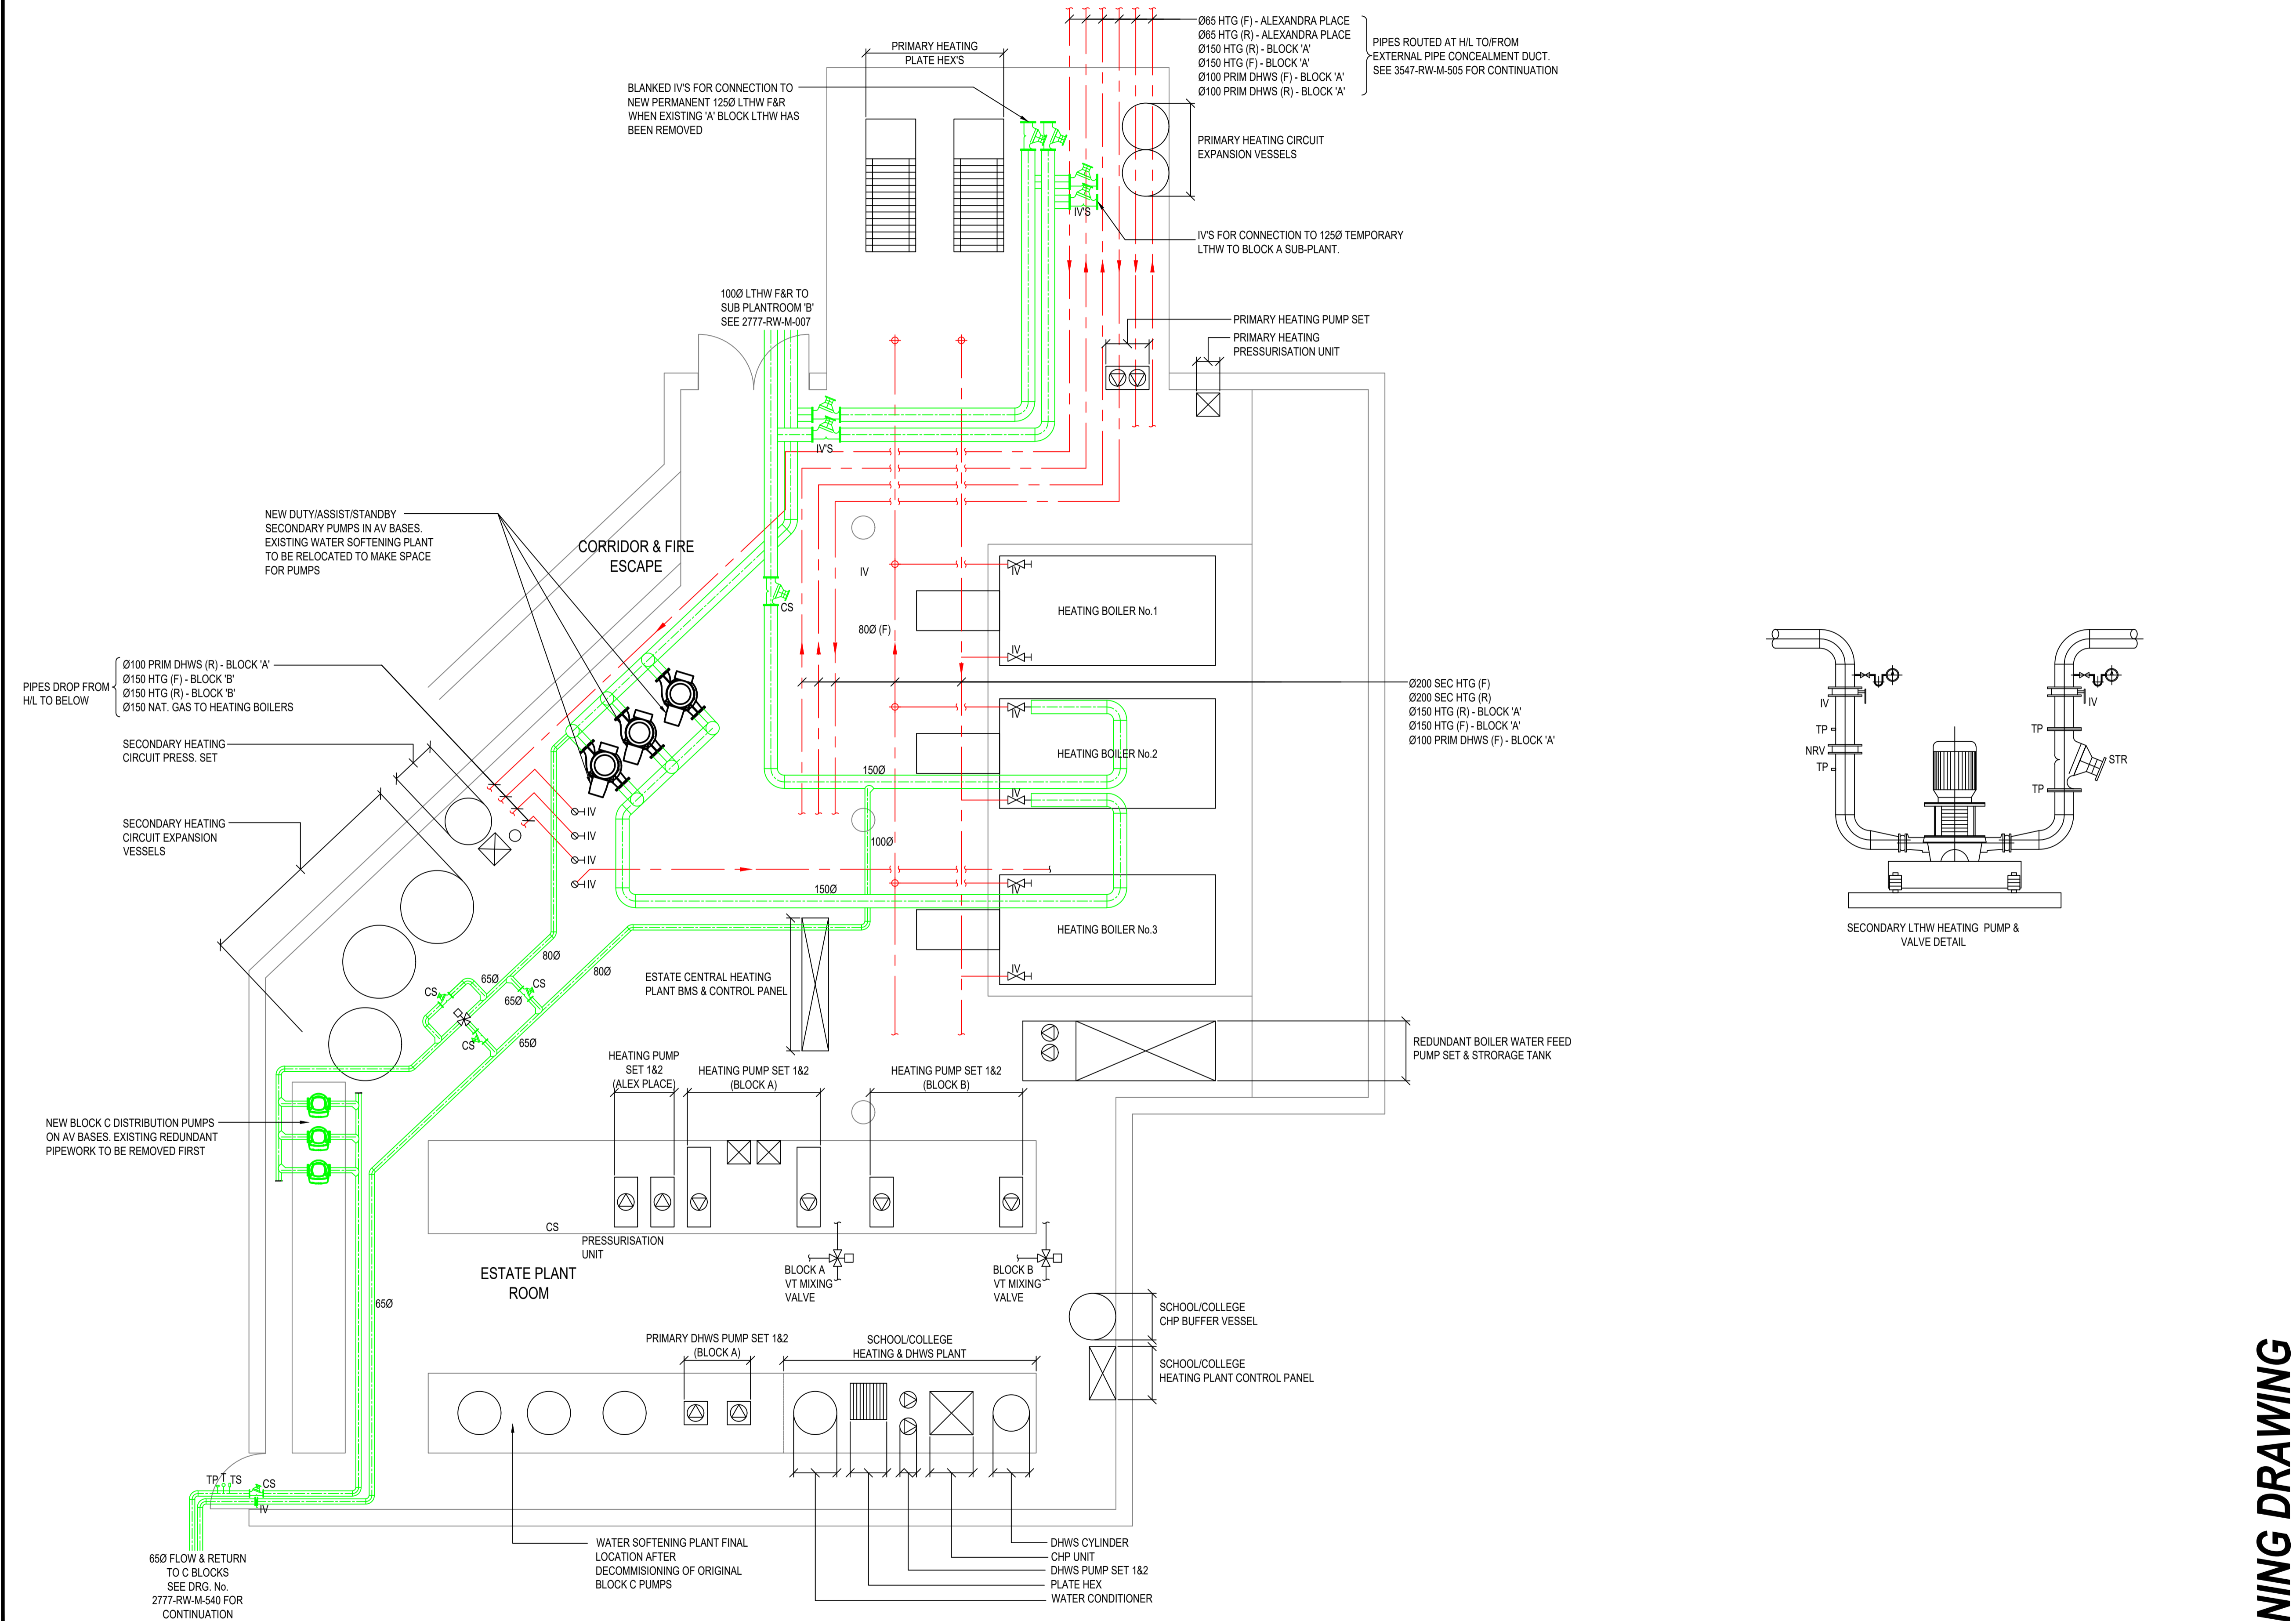 Ø65 HTG (F) - ALEXANDRA PLACE
Ø65 HTG (R) - ALEXANDRA PLACE
Ø150 HTG (R) - BLOCK 'A'
Ø150 HTG (F) - BLOCK 'A'
Ø100 PRIM DHWS (F) - BLOCK 'A'
Ø100 PRIM DHWS (R) - BLOCK 'A'
PIPES ROUTED AT H/L TO/FROM
EXTERNAL PIPE CONCEALMENT DUCT.
SEE 3547-RW-M-505 FOR CONTINUATION
PRIMARY HEATING
PLATE HEX'S
BLANKED IV'S FOR CONNECTION TO
NEW PERMANENT 125Ø LTHW F&R
WHEN EXISTING 'A' BLOCK LTHW HAS
BEEN REMOVED
PRIMARY HEATING CIRCUIT
EXPANSION VESSELS
IV'S
IV'S FOR CONNECTION TO 125Ø TEMPORARY
LTHW TO BLOCK A SUB-PLANT.
100Ø LTHW F&R TO
SUB PLANTROOM 'B'
SEE 2777-RW-M-007
PRIMARY HEATING PUMP SET
PRIMARY HEATING
PRESSURISATION UNIT
IV'S
NEW DUTY/ASSIST/STANDBY
SECONDARY PUMPS IN AV BASES.
EXISTING WATER SOFTENING PLANT
TO BE RELOCATED TO MAKE SPACE
FOR PUMPS
CORRIDOR & FIRE
ESCAPE
IV
IV
CS
HEATING BOILER No.1
80Ø (F)
IV
PIPES DROP FROM
H/L TO BELOW
Ø100 PRIM DHWS (R) - BLOCK 'A'
Ø150 HTG (F) - BLOCK 'B'
Ø150 HTG (R) - BLOCK 'B'
Ø150 NAT. GAS TO HEATING BOILERS
Ø200 SEC HTG (F)
Ø200 SEC HTG (R)
Ø150 HTG (R) - BLOCK 'A'
Ø150 HTG (F) - BLOCK 'A'
Ø100 PRIM DHWS (F) - BLOCK 'A'
SECONDARY HEATING
CIRCUIT PRESS. SET
IV
HEATING BOILER No.2
150Ø
IV
SECONDARY HEATING
CIRCUIT EXPANSION
VESSELS
IV
IV
IV
IV
100Ø
150Ø
IV
HEATING BOILER No.3
IV
IV
IV
TP
NRV
TP
TP
STR
TP
SECONDARY LTHW HEATING PUMP &
VALVE DETAIL
80Ø
80Ø
65Ø
CS
65Ø
CS
CS
65Ø
ESTATE CENTRAL HEATING
PLANT BMS & CONTROL PANEL
REDUNDANT BOILER WATER FEED
PUMP SET & STRORAGE TANK
HEATING PUMP
SET 1&2
(ALEX PLACE)
HEATING PUMP SET 1&2
(BLOCK A)
HEATING PUMP SET 1&2
(BLOCK B)
NEW BLOCK C DISTRIBUTION PUMPS
ON AV BASES. EXISTING REDUNDANT
PIPEWORK TO BE REMOVED FIRST
CS
PRESSURISATION
UNIT
ESTATE PLANT
ROOM
BLOCK A
VT MIXING
VALVE
BLOCK B
VT MIXING
VALVE
65Ø
SCHOOL/COLLEGE
CHP BUFFER VESSEL
PRIMARY DHWS PUMP SET 1&2
(BLOCK A)
SCHOOL/COLLEGE
HEATING & DHWS PLANT
SCHOOL/COLLEGE
HEATING PLANT CONTROL PANEL
TP T TS
CS
IV
65Ø FLOW & RETURN
TO C BLOCKS
SEE DRG. No.
2777-RW-M-540 FOR
CONTINUATION
WATER SOFTENING PLANT FINAL
LOCATION AFTER
DECOMMISIONING OF ORIGINAL
BLOCK C PUMPS
DHWS CYLINDER
CHP UNIT
DHWS PUMP SET 1&2
PLATE HEX
WATER CONDITIONER
NING DRAWING